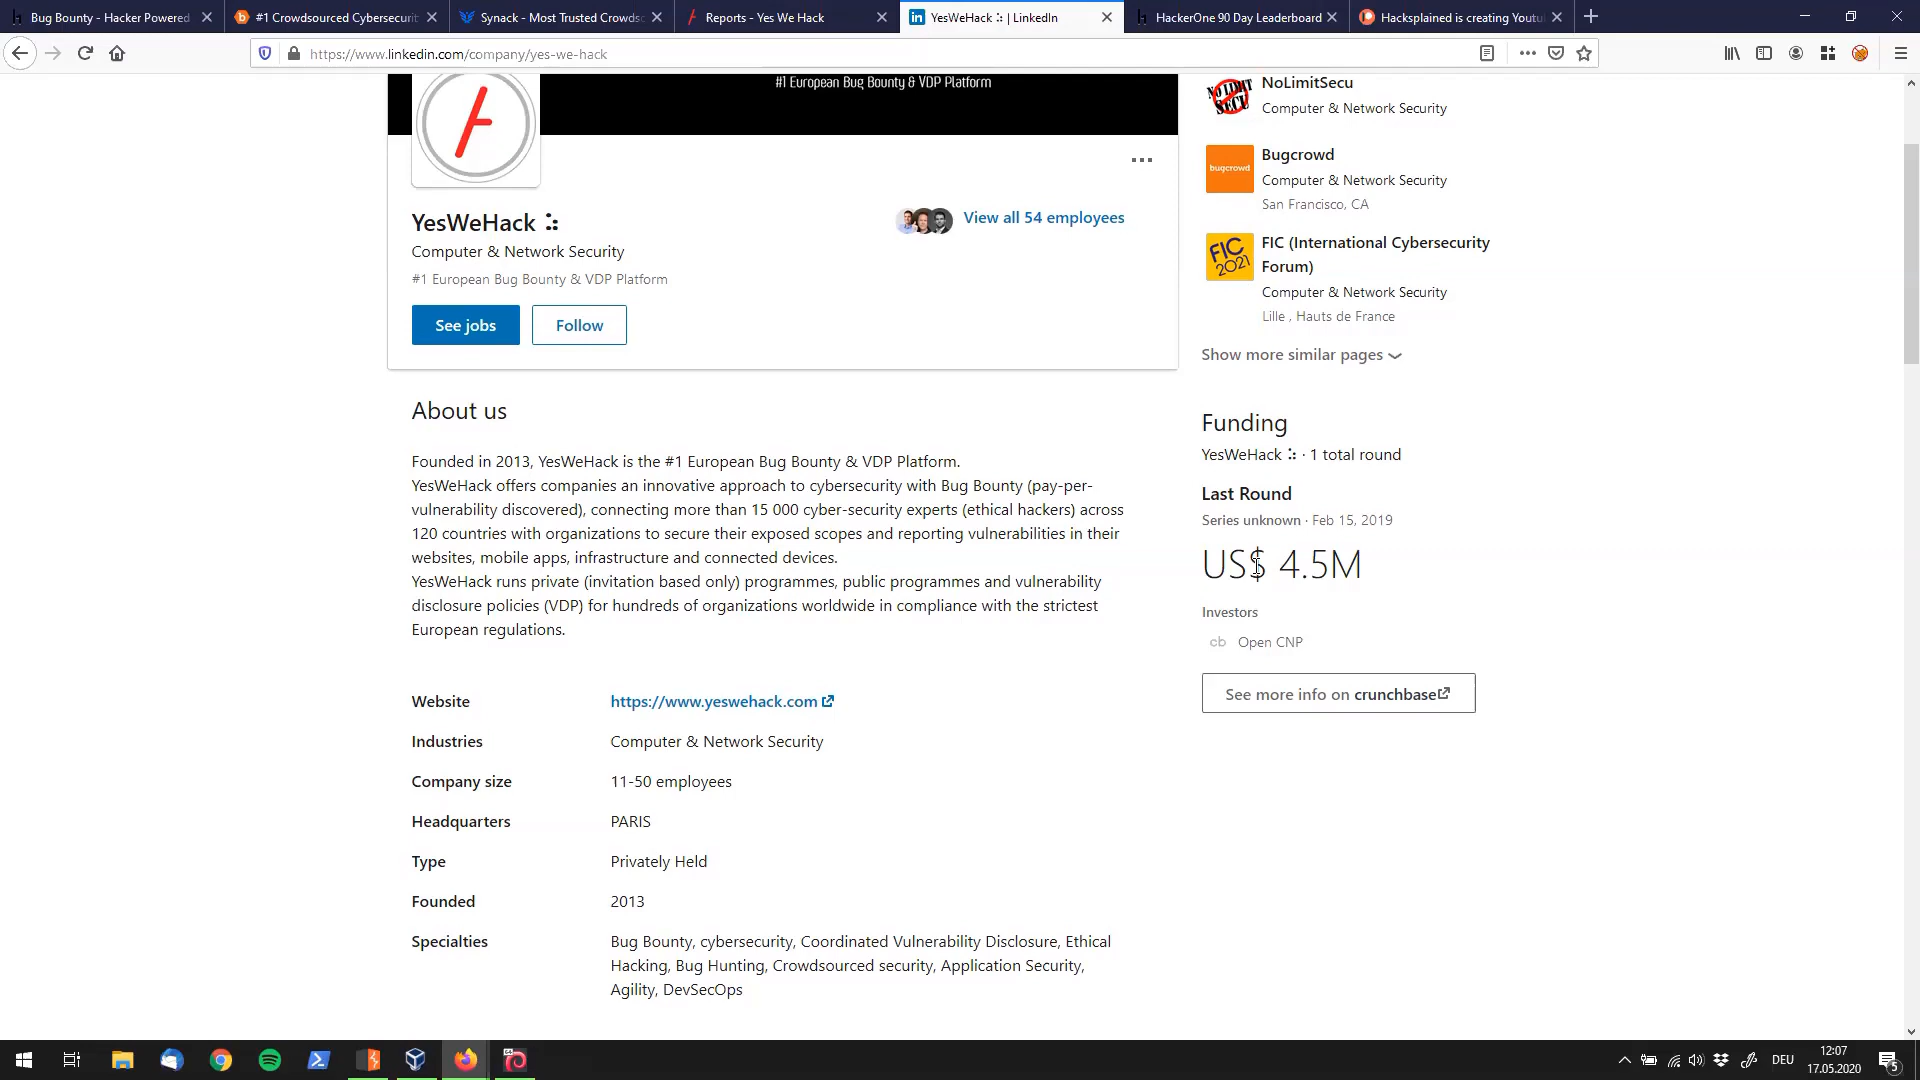 Bug Bounty - Hacker Powered
#1 Crowdsourced Cybersecurit
Synack - Most Trusted Crowds
Reports - Yes We Hack
YesWeHack ⠵ | LinkedIn
HackerOne 90 Day Leaderboard
Hacksplained is creating Youtu
https://www.linkedin.com/company/yes-we-hack
#1 European Bug Bounty & VDP Platform
YesWeHack ⠵
Computer & Network Security
#1 European Bug Bounty & VDP Platform
View all 54 employees
See jobs
Follow
About us
Founded in 2013, YesWeHack is the #1 European Bug Bounty & VDP Platform.
YesWeHack offers companies an innovative approach to cybersecurity with Bug Bounty (pay-per-
vulnerability discovered), connecting more than 15 000 cyber-security experts (ethical hackers) across
120 countries with organizations to secure their exposed scopes and reporting vulnerabilities in their
websites, mobile apps, infrastructure and connected devices.
YesWeHack runs private (invitation based only) programmes, public programmes and vulnerability
disclosure policies (VDP) for hundreds of organizations worldwide in compliance with the strictest
European regulations.
Website https://www.yeswehack.com
Industries Computer & Network Security
Company size 11-50 employees
Headquarters PARIS
Type Privately Held
Founded 2013
Specialties Bug Bounty, cybersecurity, Coordinated Vulnerability Disclosure, Ethical
Hacking, Bug Hunting, Crowdsourced security, Application Security,
Agility, DevSecOps
NO LIMIT
SECU
NoLimitSecu
Computer & Network Security
bugcrowd
Bugcrowd
Computer & Network Security
San Francisco, CA
FIC
2021
FIC (International Cybersecurity
Forum)
Computer & Network Security
Lille , Hauts de France
Show more similar pages
Funding
YesWeHack ⠵ · 1 total round
Last Round
Series unknown · Feb 15, 2019
US$ 4.5M
Investors
cb Open CNP
See more info on crunchbase
DEU
12:07
17.05.2020
5